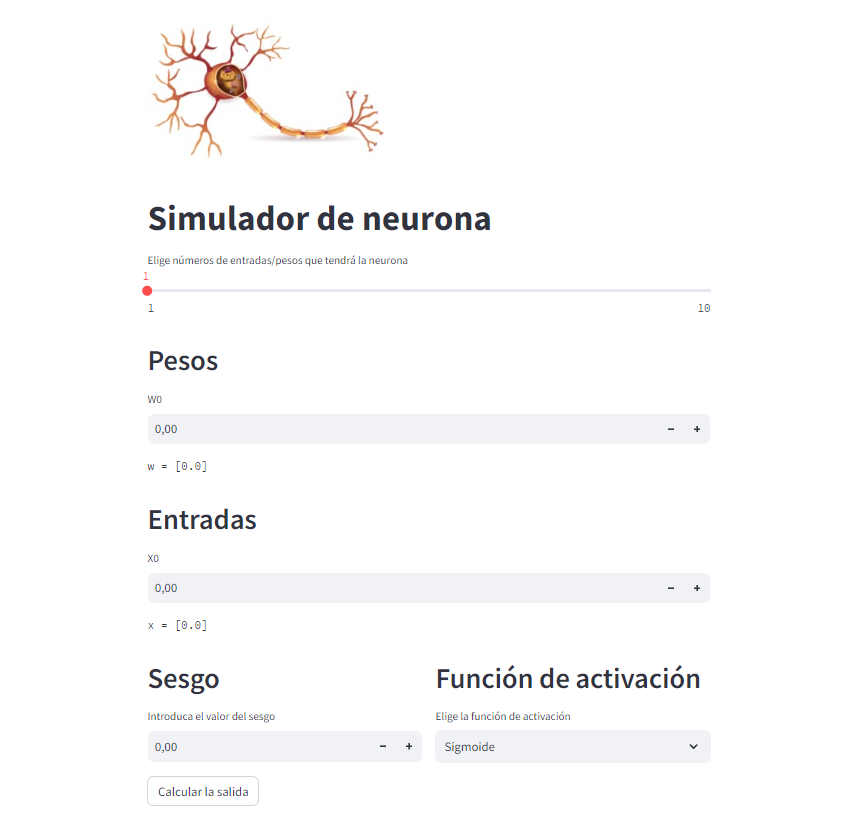 Simulador de neurona
Elige números de entradas/pesos que tendrá la neurona
1
1 10
Pesos
W0
0,00 − +
w = [0.0]
Entradas
X0
0,00 − +
x = [0.0]
Sesgo
Función de activación
Introduca el valor del sesgo
Elige la función de activación
0,00 − +
Sigmoide
Calcular la salida